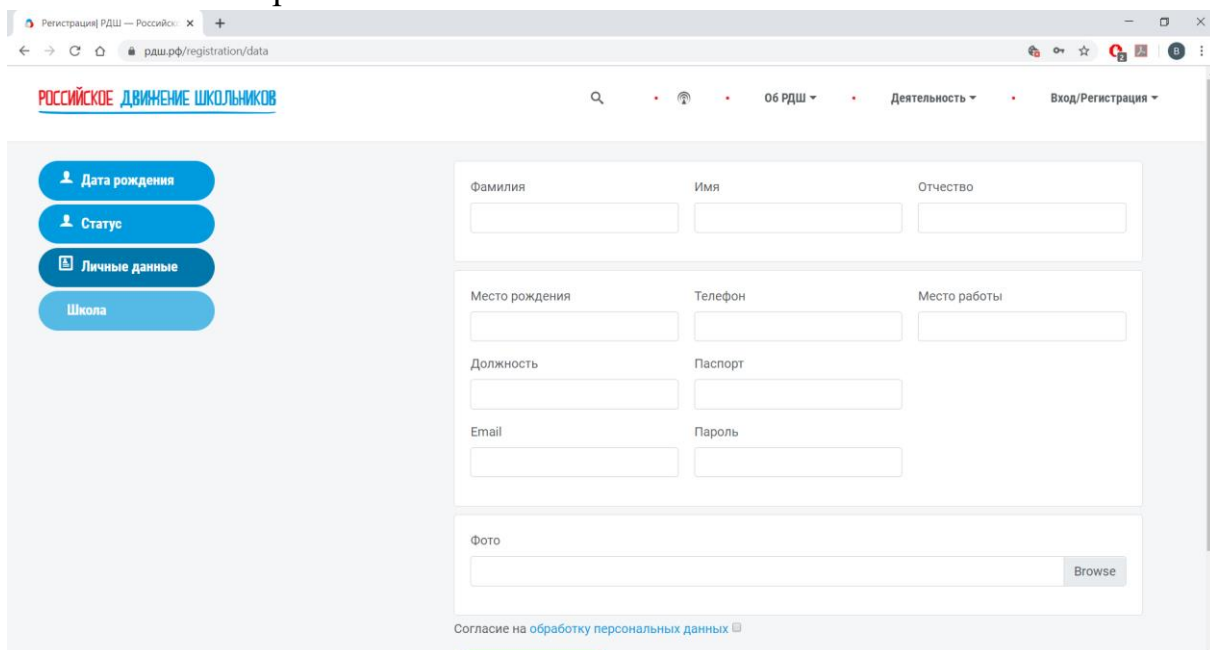 Регистрация| РДШ — Российско
рдш.рф/registration/data
2
B
РОССИЙСКОЕ ДВИЖЕНИЕ ШКОЛЬНИКОВ
Об РДШ
Деятельность
Вход/Регистрация
Дата рождения
Статус
Личные данные
Школа
Фамилия Имя Отчество
Место рождения Телефон Место работы
Должность Паспорт
Email Пароль
Фото
Browse
Согласие на обработку персональных данных